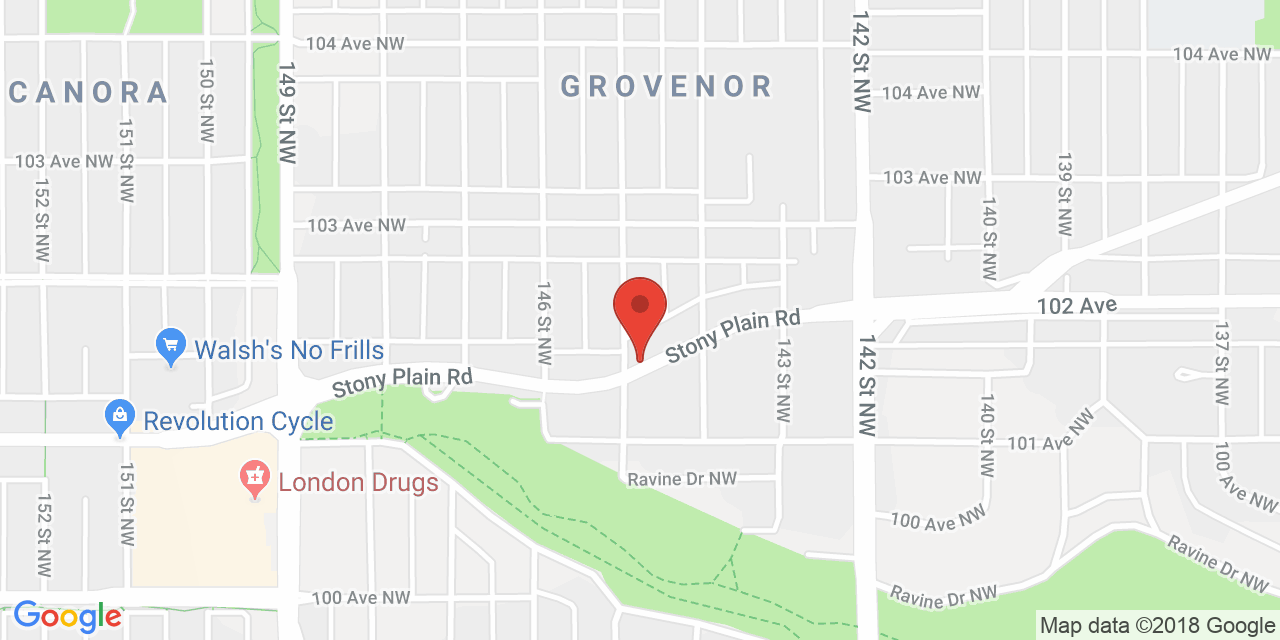 104 Ave NW
142 St NW
104 Ave NW
150 St NW
149 St NW
CANORA
GROVENOR
104 Ave NW
151 St NW
103 Ave NW
139 St NW
152 St NW
103 Ave NW
140 St NW
103 Ave NW
146 St NW
102 Ave
Stony Plain Rd
143 St NW
142 St NW
137 St NW
Walsh's No Frills
Stony Plain Rd
140 St NW
Revolution Cycle
101 Ave NW
100 Ave NW
London Drugs
Ravine Dr NW
151 St NW
152 St NW
100 Ave NW
Ravine Dr NW
100 Ave NW
Ravine Dr NW
Google
Map data ©2018 Google